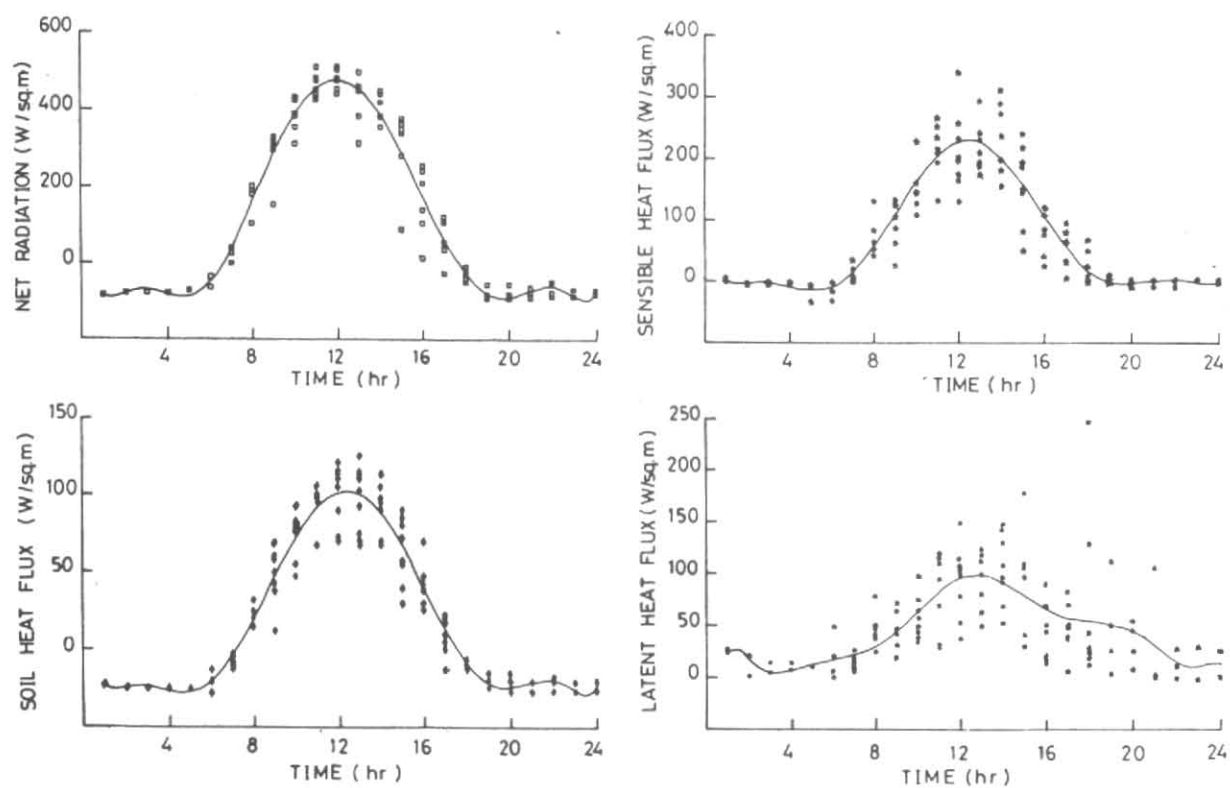 600
400
200
0
NET RADIATION (W/sq.m)
4 8 12 16 20 24
TIME (hr)
400
300
200
100
0
SENSIBLE HEAT FLUX (W/sq.m)
4 8 12 16 20 24
TIME (hr)
150
100
50
0
SOIL HEAT FLUX (W/sq.m)
4 8 12 16 20 24
TIME (hr)
250
200
150
100
50
0
LATENT HEAT FLUX (W/sq.m)
4 8 12 16 20 24
TIME (hr)